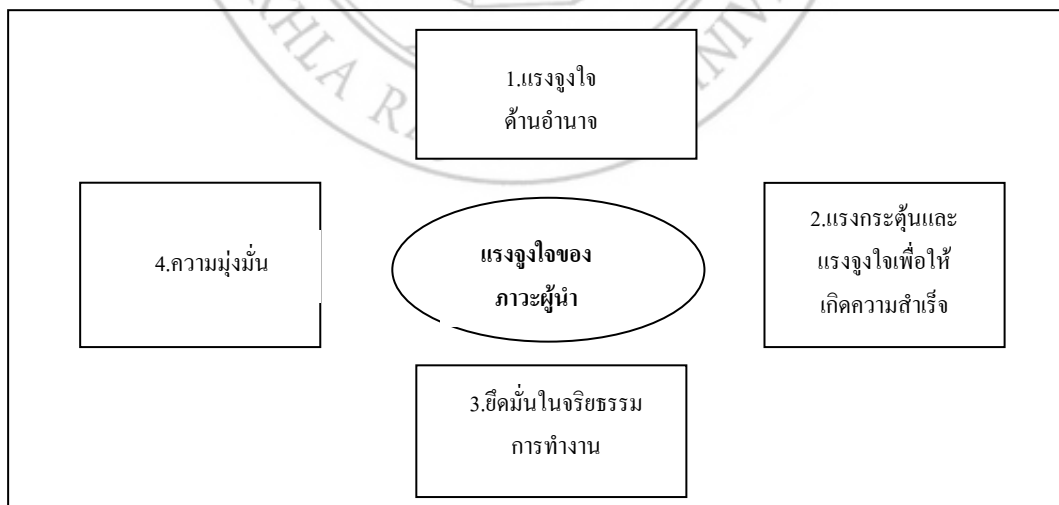 KHLA RA
NIV
1.แรงจูงใจ
ด้านอำนาจ
4.ความมุ่งมั่น
แรงจูงใจของ
ภาวะผู้นำ
2.แรงกระตุ้นและ
แรงจูงใจเพื่อให้
เกิดความสำเร็จ
3.ยึดมั่นในจริยธรรม
การทำงาน